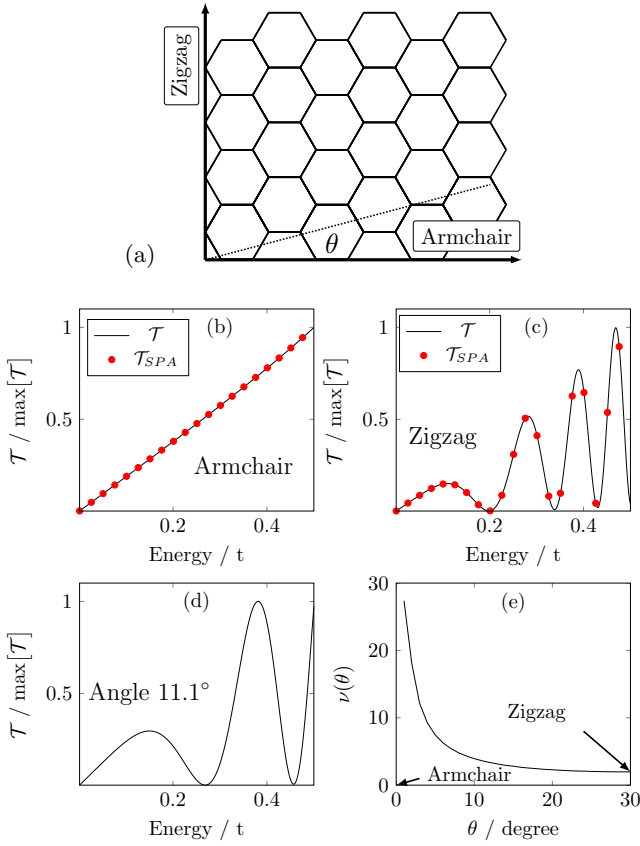 Zigzag
(a)
θ
Armchair
𝒯 / max[𝒯]
1
0.5
0.2
0.4
Energy / t
𝒯
𝒯_SPA
(b)
Armchair
𝒯 / max[𝒯]
1
0.5
0.2
0.4
Energy / t
𝒯
𝒯_SPA
(c)
Zigzag
𝒯 / max[𝒯]
1
0.5
0.2
0.4
Energy / t
(d)
Angle 11.1°
ν(θ)
30
20
10
0
0
10
20
30
θ / degree
(e)
Zigzag
Armchair